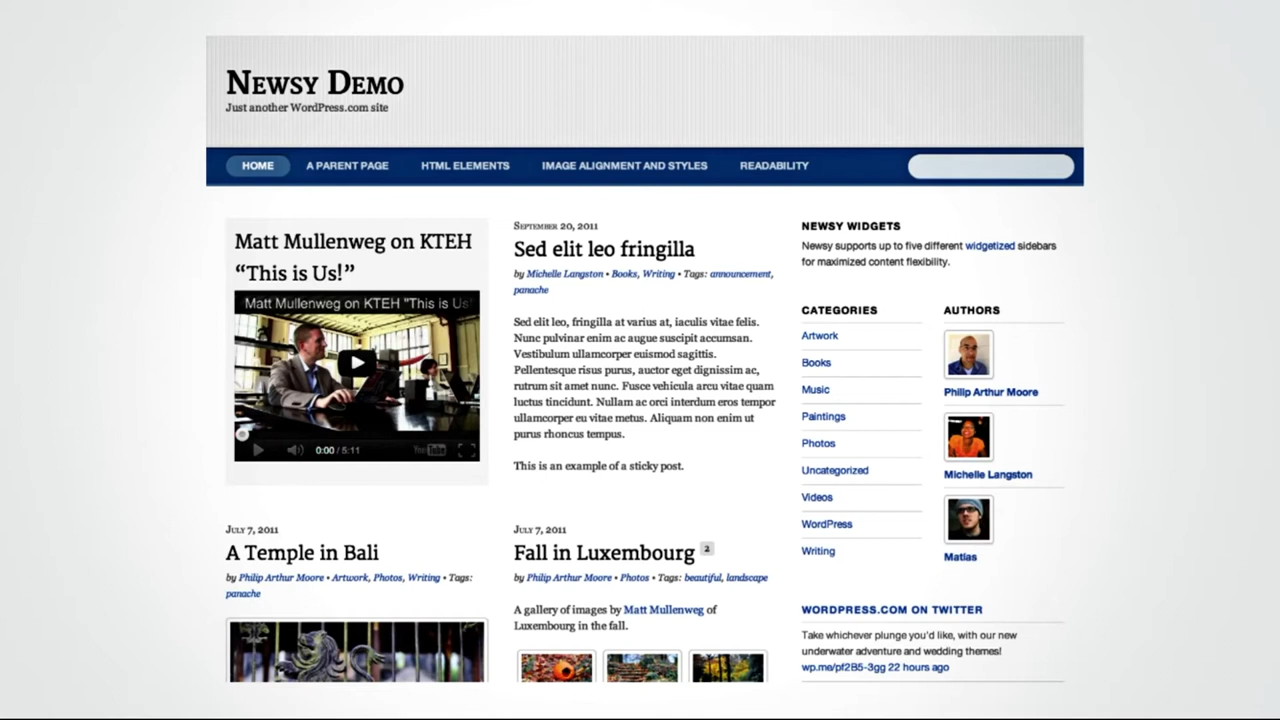 Newsy Demo
Just another WordPress.com site
HOME
A PARENT PAGE
HTML ELEMENTS
IMAGE ALIGNMENT AND STYLES
READABILITY
Matt Mullenweg on KTEH
“This is Us!”
Matt Mullenweg on KTEH "This is Us
0:00 / 5:11
YouTube
September 20, 2011
Sed elit leo fringilla
by Michelle Langston • Books, Writing • Tags: announcement,
panache
Sed elit leo, fringilla at varius at, iaculis vitae felis.
Nunc pulvinar enim ac augue suscipit accumsan.
Vestibulum ullamcorper euismod sagittis.
Pellentesque risus purus, auctor eget dignissim ac,
rutrum sit amet nunc. Fusce vehicula arcu vitae quam
luctus tincidunt. Nullam ac orci interdum eros tempor
ullamcorper eu vitae metus. Aliquam non enim ut
purus rhoncus tempus.
This is an example of a sticky post.
July 7, 2011
A Temple in Bali
by Philip Arthur Moore • Artwork, Photos, Writing • Tags:
panache
July 7, 2011
Fall in Luxembourg 2
by Philip Arthur Moore • Photos • Tags: beautiful, landscape
A gallery of images by Matt Mullenweg of
Luxembourg in the fall.
NEWSY WIDGETS
Newsy supports up to five different widgetized sidebars
for maximized content flexibility.
CATEGORIES
Artwork
Books
Music
Paintings
Photos
Uncategorized
Videos
WordPress
Writing
AUTHORS
Philip Arthur Moore
Michelle Langston
Matias
WORDPRESS.COM ON TWITTER
Take whichever plunge you'd like, with our new
underwater adventure and wedding themes!
wp.me/pf2B5-3gg 22 hours ago